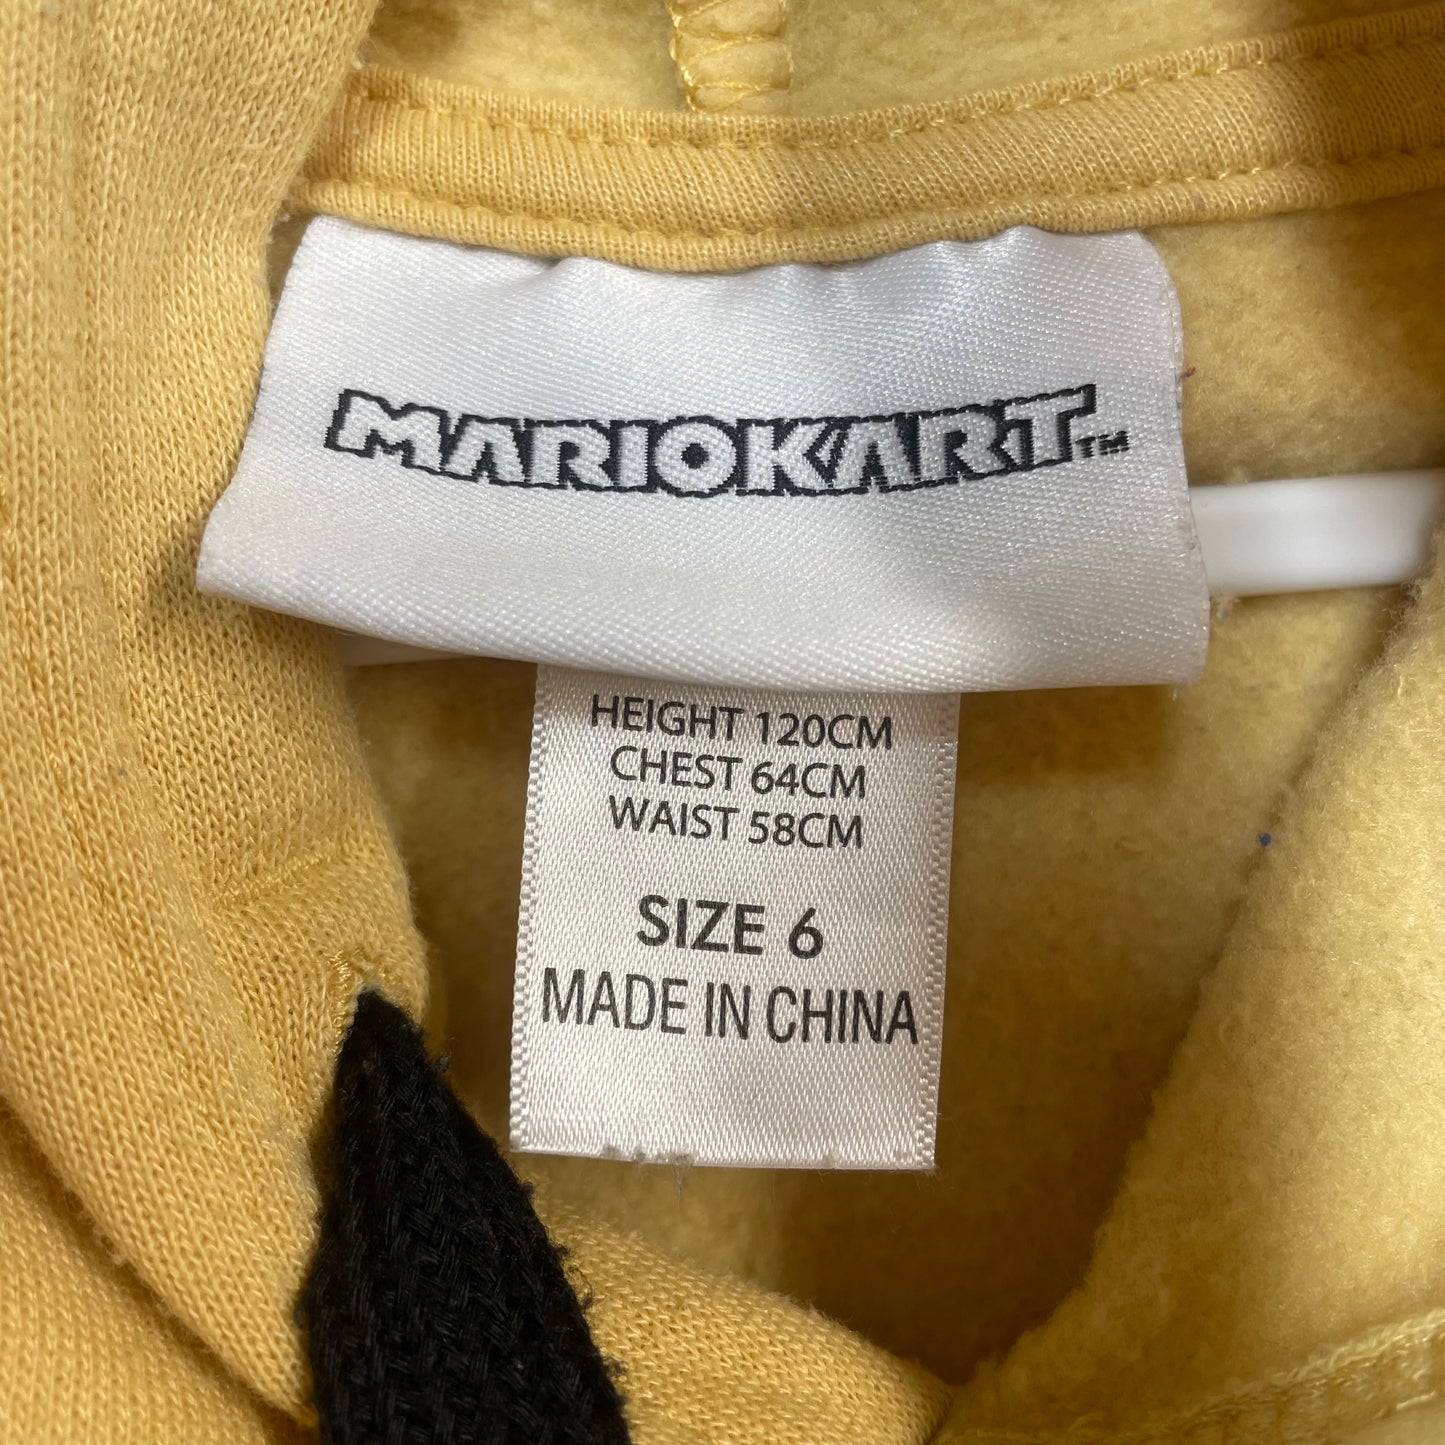 MARIOKART™
HEIGHT 120CM
CHEST 64CM
WAIST 58CM
SIZE 6
MADE IN CHINA